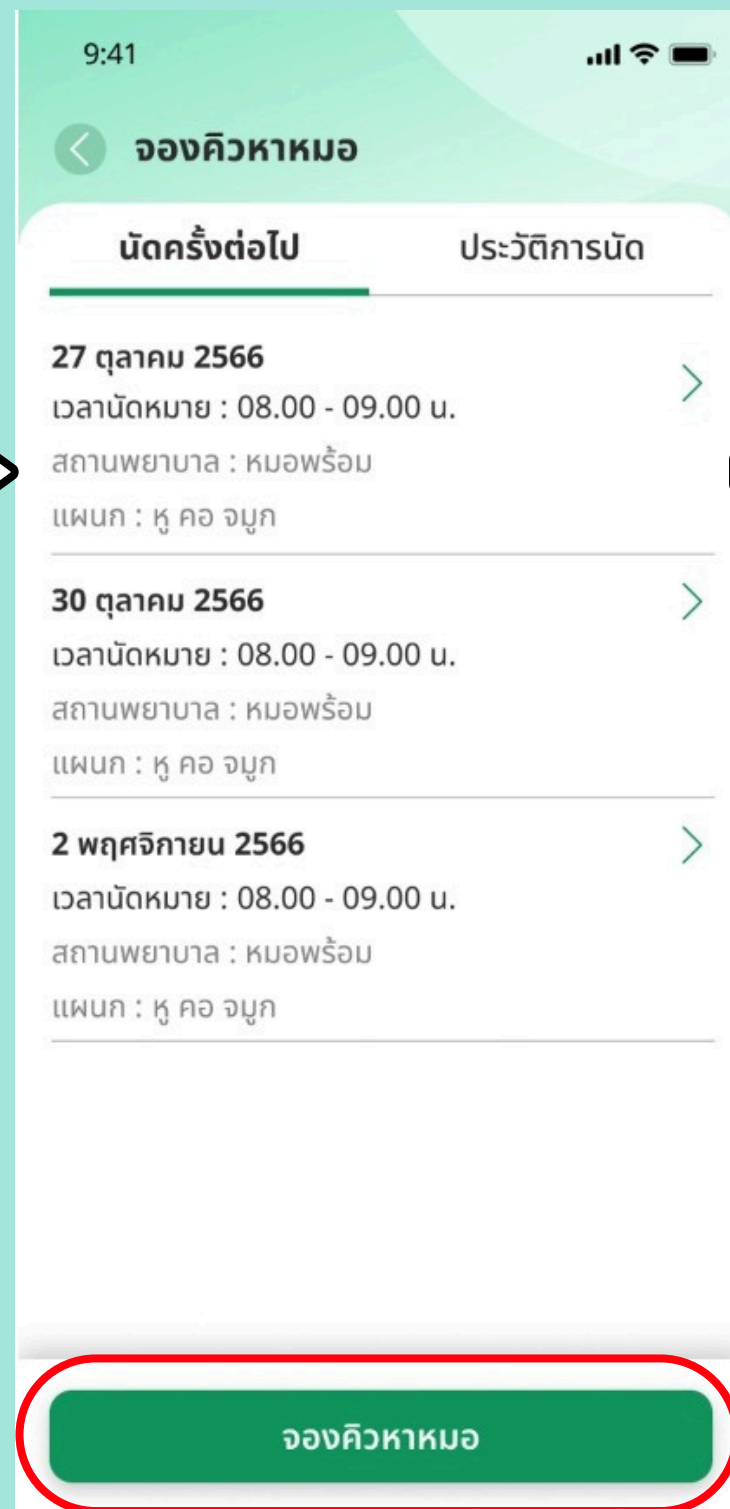 9:41
จองคิวหาหมอ
นัดครั้งต่อไป
ประวัติการนัด
27 ตุลาคม 2566
เวลานัดหมาย : 08.00 - 09.00 น.
สถานพยาบาล : หมอพร้อม
แผนก : หู คอ จมูก
30 ตุลาคม 2566
เวลานัดหมาย : 08.00 - 09.00 น.
สถานพยาบาล : หมอพร้อม
แผนก : หู คอ จมูก
2 พฤศจิกายน 2566
เวลานัดหมาย : 08.00 - 09.00 น.
สถานพยาบาล : หมอพร้อม
แผนก : หู คอ จมูก
จองคิวหาหมอ